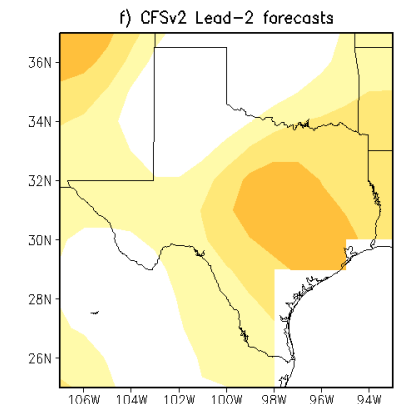 f) CFSv2 Lead-2 forecasts
36N
34N
32N
30N
28N
26N
106W 104W 102W 100W 98W 96W 94W